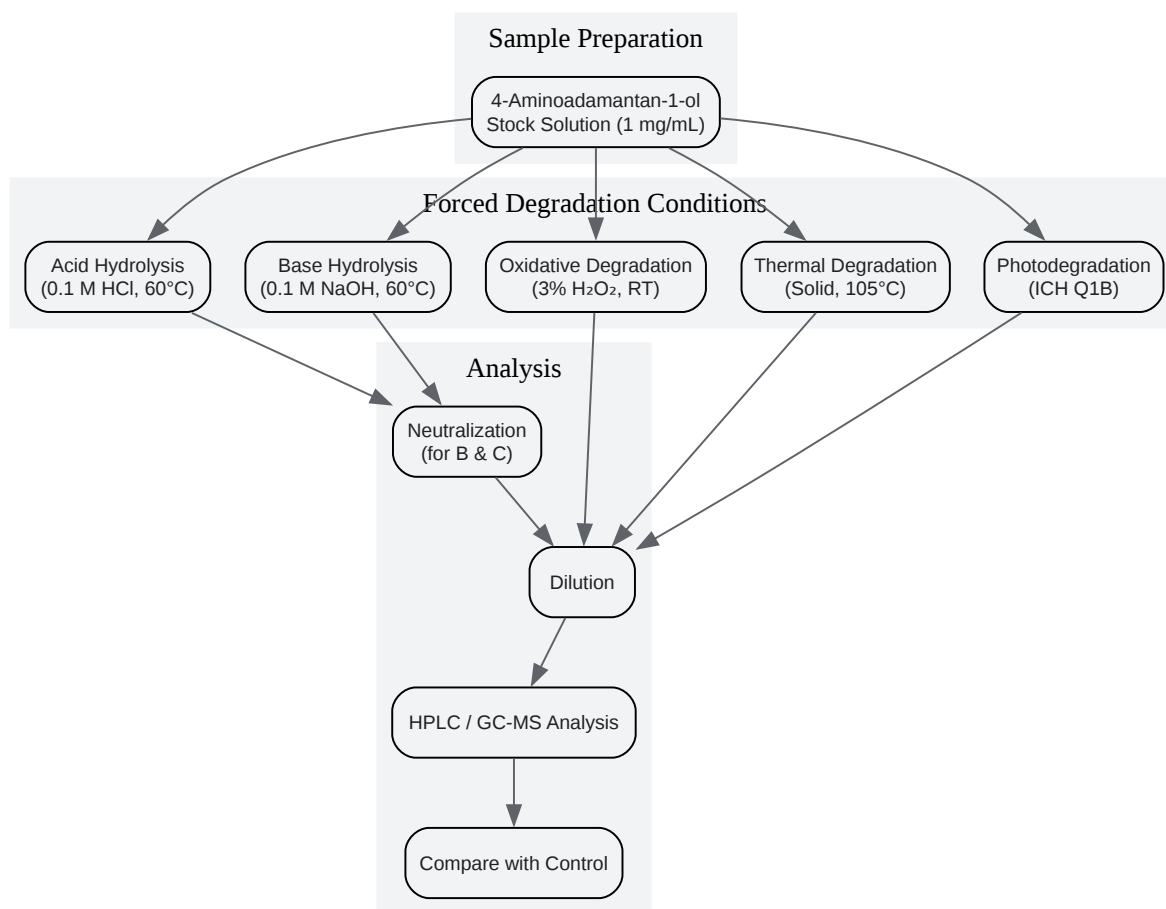 Sample Preparation
4-Aminoadamantan-1-ol
Stock Solution (1 mg/mL)
Forced Degradation Conditions
Acid Hydrolysis
(0.1 M HCl, 60°C)
Base Hydrolysis
(0.1 M NaOH, 60°C)
Oxidative Degradation
(3% H₂O₂, RT)
Thermal Degradation
(Solid, 105°C)
Photodegradation
(ICH Q1B)
Analysis
Neutralization
(for B & C)
Dilution
HPLC / GC-MS Analysis
Compare with Control